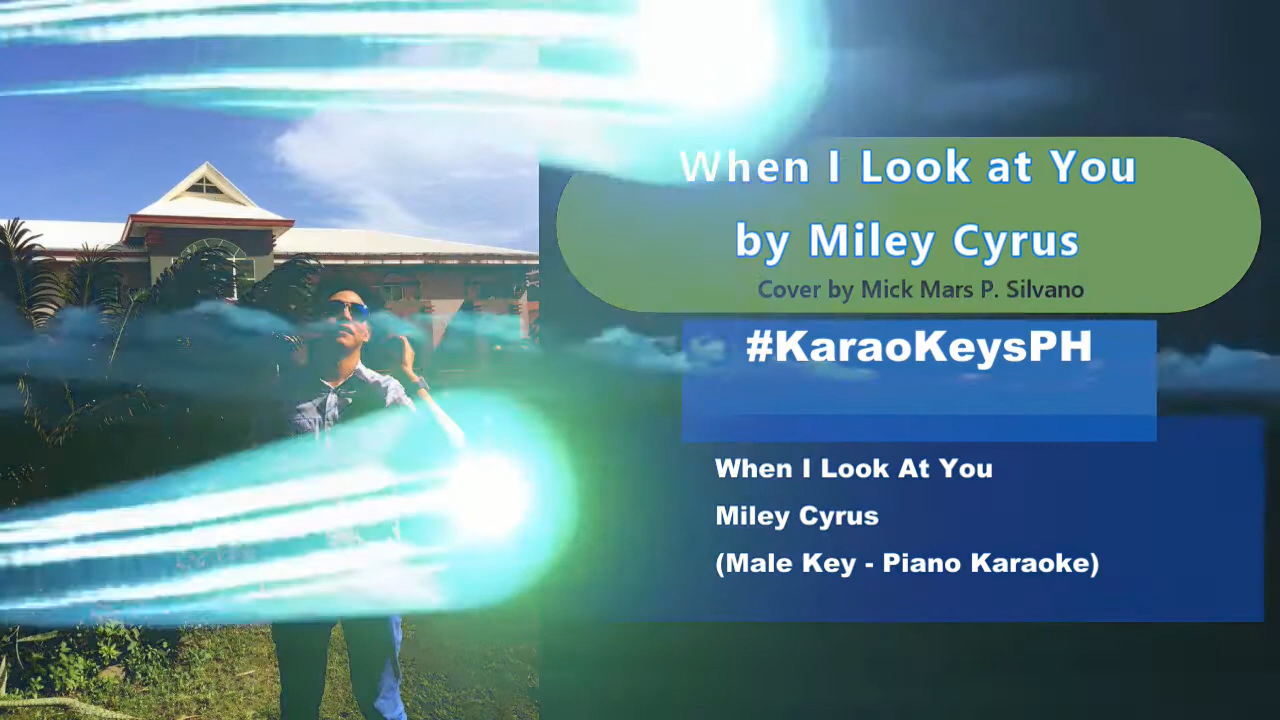 When I Look at You
by Miley Cyrus
Cover by Mick Mars P. Silvano
#KaraoKeysPH
When I Look At You
Miley Cyrus
(Male Key - Piano Karaoke)